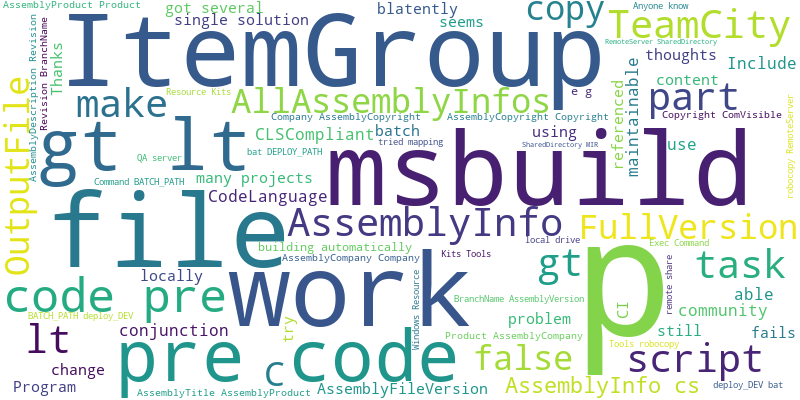 AssemblyProduct Product
got several
blatently
Anyone know
copy
TeamCity
single solution
seems
RemoteServer SharedDirectory
ItemGroup
thoughts
Include
Thanks
Revision BranchName
AssemblyDescription Revision
Resource Kits
make
AllAssemblyInfos
e g
content
part
referenced
maintainable
OutputFile
Company AssemblyCopyright
AssemblyCopyright Copyright
Copyright ComVisible
robocopy RemoteServer
gt lt
CLSCompliant
batch
using
use
tried mapping
SharedDirectory MIR
QA server
bat DEPLOY_PATH
msbuild
many projects
Command BATCH_PATH
CodeLanguage
file
AssemblyInfo
FullVersion
building automatically
local drive
Exec Command
AssemblyCompany Company
Kits Tools
gt
task
locally
work
p
remote share
code pre
Windows Resource
BranchName AssemblyVersion
CI
able
community
BATCH_PATH deploy_DEV
lt
conjunction
try
problem
still
fails
pre code
Product AssemblyCompany
Tools robocopy
false
script
change
C
Program
AssemblyTitle AssemblyProduct
AssemblyFileVersion
AssemblyInfo cs
deploy_DEV bat